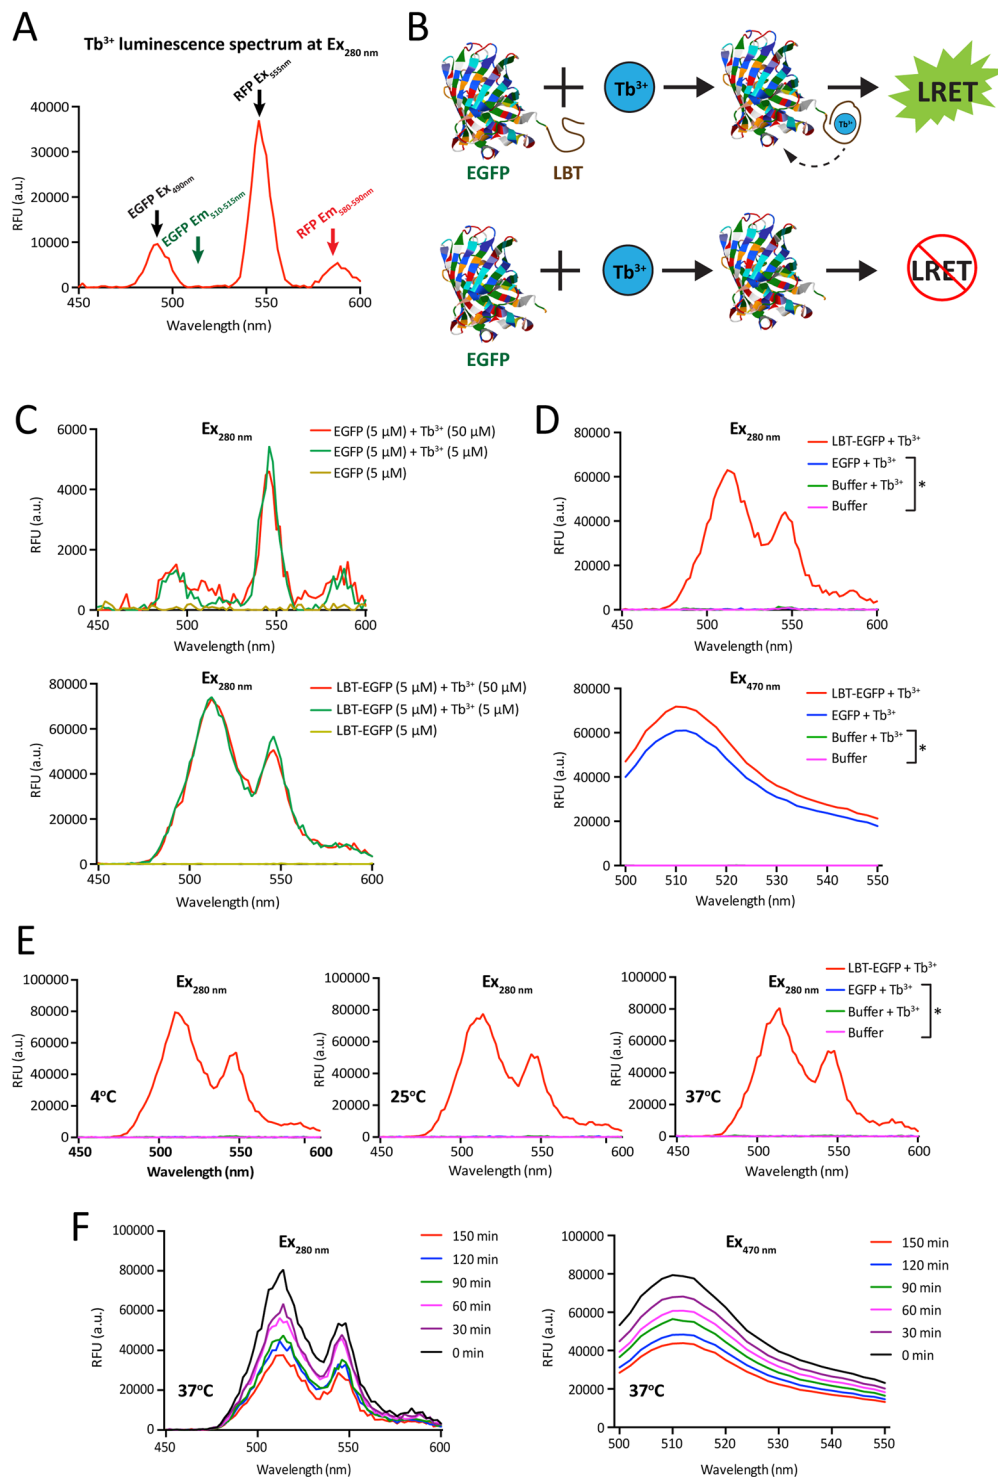 A
Tb³⁺ luminescence spectrum at Ex280 nm
RFU (a.u.)
40000
30000
20000
10000
0
EGFP Ex490nm
EGFP Em510-515nm
RFP Ex555nm
RFP Em580-590nm
450 500 550 600
Wavelength (nm)
B
Tb³⁺
Tb³⁺
LRET
EGFP
LBT
Tb³⁺
LRET
EGFP
C
Ex280 nm
EGFP (5 µM) + Tb³⁺ (50 µM)
EGFP (5 µM) + Tb³⁺ (5 µM)
EGFP (5 µM)
RFU (a.u.)
6000
4000
2000
0
450 500 550 600
Wavelength (nm)
Ex280 nm
LBT-EGFP (5 µM) + Tb³⁺ (50 µM)
LBT-EGFP (5 µM) + Tb³⁺ (5 µM)
LBT-EGFP (5 µM)
RFU (a.u.)
80000
60000
40000
20000
0
450 500 550 600
Wavelength (nm)
D
Ex280 nm
LBT-EGFP + Tb³⁺
EGFP + Tb³⁺
Buffer + Tb³⁺
Buffer
*
RFU (a.u.)
80000
60000
40000
20000
0
450 500 550 600
Wavelength (nm)
Ex470 nm
LBT-EGFP + Tb³⁺
EGFP + Tb³⁺
Buffer + Tb³⁺
Buffer
*
RFU (a.u.)
80000
60000
40000
20000
0
500 510 520 530 540 550
Wavelength (nm)
E
Ex280 nm
RFU (a.u.)
100000
80000
60000
40000
20000
0
4°C
450 500 550 600
Wavelength (nm)
Ex280 nm
RFU (a.u.)
100000
80000
60000
40000
20000
0
25°C
450 500 550 600
Wavelength (nm)
Ex280 nm
LBT-EGFP + Tb³⁺
EGFP + Tb³⁺
Buffer + Tb³⁺
Buffer
*
RFU (a.u.)
100000
80000
60000
40000
20000
0
37°C
450 500 550 600
Wavelength (nm)
F
Ex280 nm
150 min
120 min
90 min
60 min
30 min
0 min
RFU (a.u.)
100000
80000
60000
40000
20000
0
37°C
450 500 550 600
Wavelength (nm)
Ex470 nm
150 min
120 min
90 min
60 min
30 min
0 min
RFU (a.u.)
100000
80000
60000
40000
20000
0
37°C
500 510 520 530 540 550
Wavelength (nm)